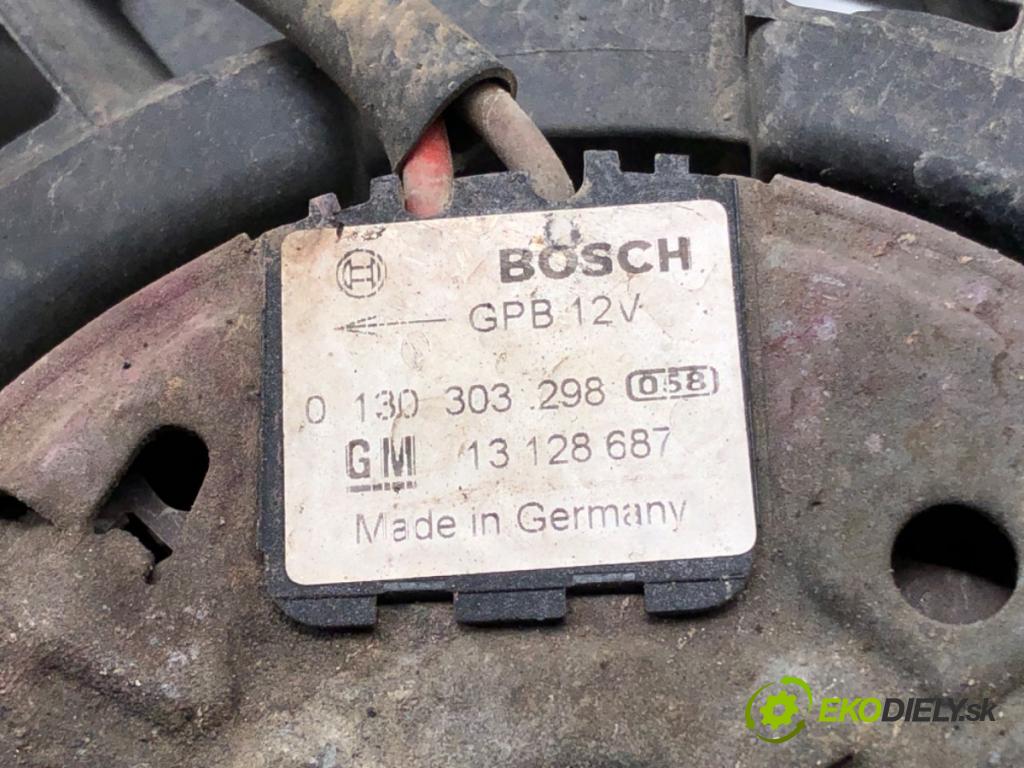 BOSCH
GPB 12V
0 130 303 298 058
GM 13 128 687
Made in Germany
EKODIELY.sk